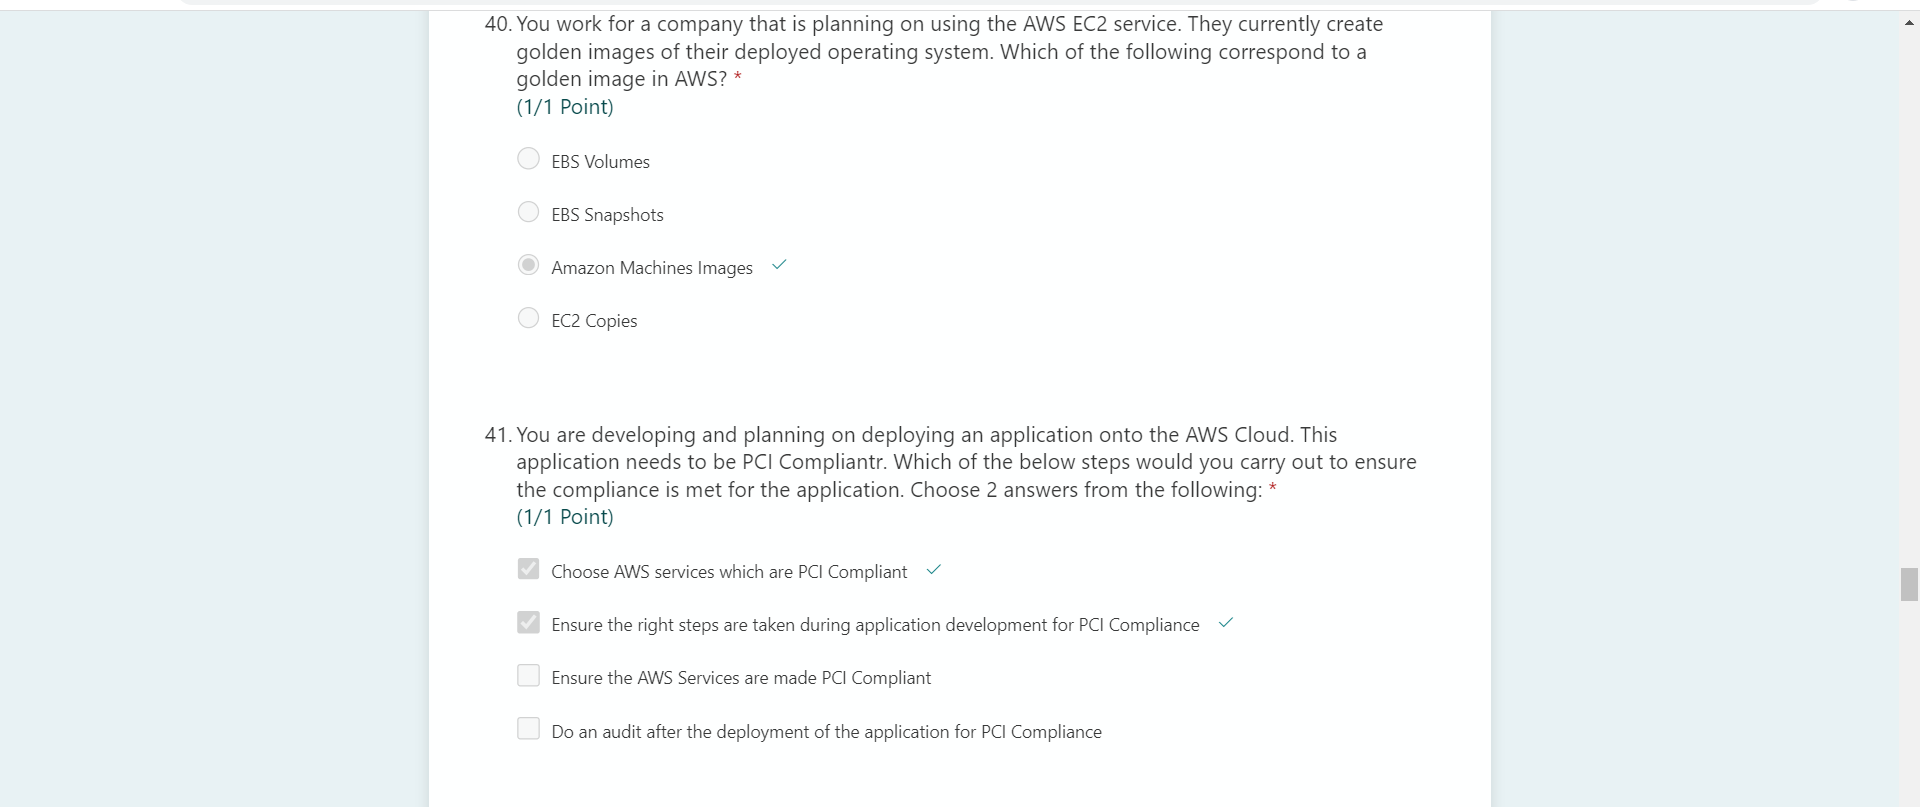 40. You work for a company that is planning on using the AWS EC2 service. They currently create
golden images of their deployed operating system. Which of the following correspond to a
golden image in AWS? *
(1/1 Point)
EBS Volumes
EBS Snapshots
Amazon Machines Images
EC2 Copies
41. You are developing and planning on deploying an application onto the AWS Cloud. This
application needs to be PCI Compliantr. Which of the below steps would you carry out to ensure
the compliance is met for the application. Choose 2 answers from the following: *
(1/1 Point)
Choose AWS services which are PCI Compliant
Ensure the right steps are taken during application development for PCI Compliance
Ensure the AWS Services are made PCI Compliant
Do an audit after the deployment of the application for PCI Compliance